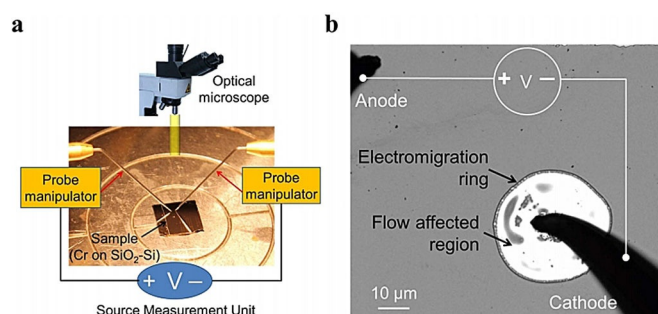 a
Optical
microscope
Probe
manipulator
Probe
manipulator
Sample
(Cr on SiO₂-Si)
+ V –
Source Measurement Unit
b
+ V –
Anode
Electromigration
ring
Flow affected
region
10 μm
Cathode